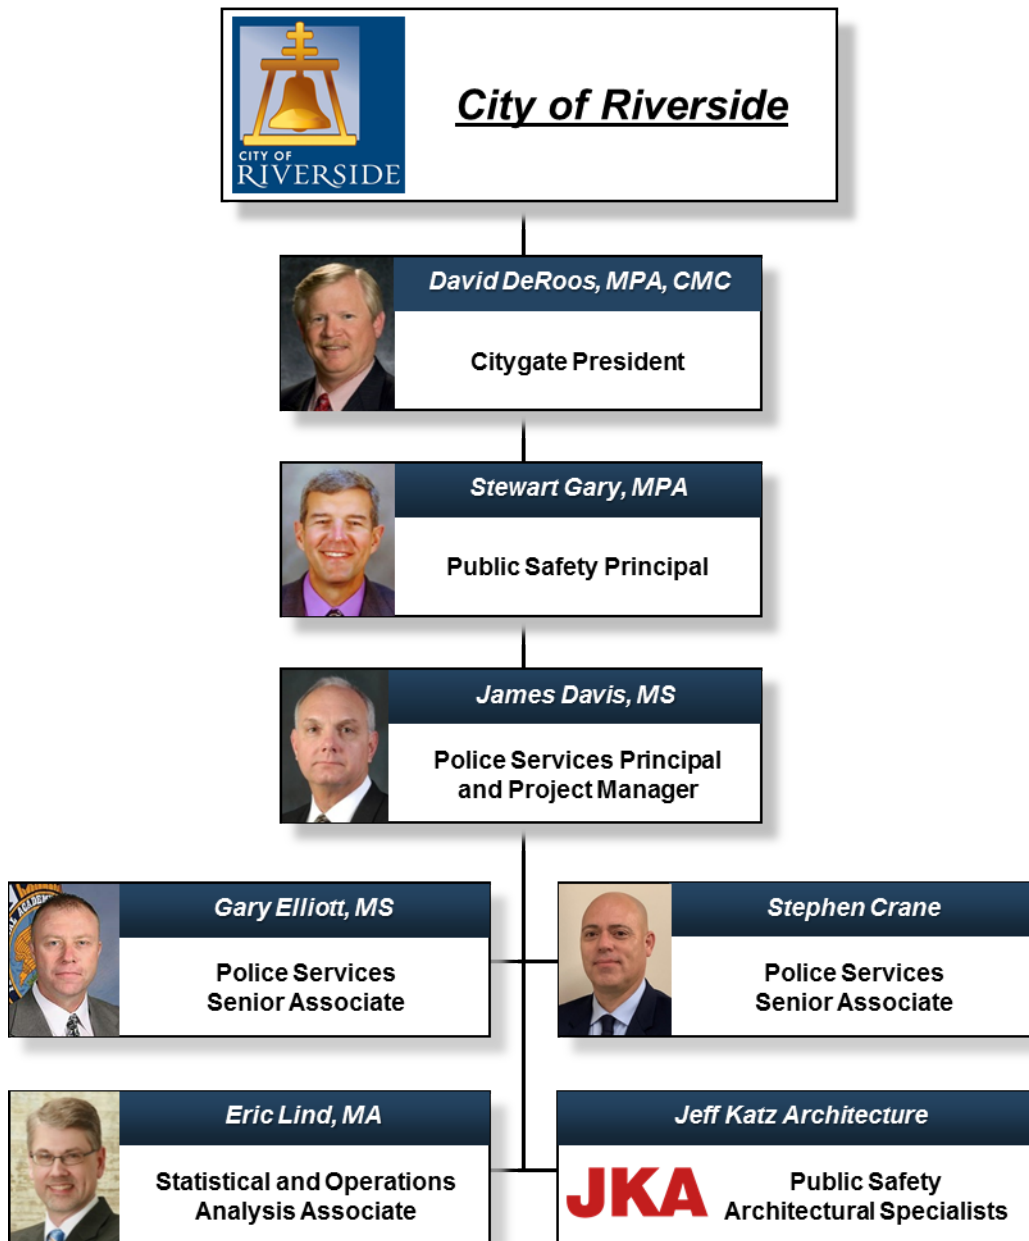 CITY OF
RIVERSIDE
City of Riverside
David DeRoos, MPA, CMC
Citygate President
Stewart Gary, MPA
Public Safety Principal
James Davis, MS
Police Services Principal
and Project Manager
Gary Elliott, MS
Police Services
Senior Associate
Stephen Crane
Police Services
Senior Associate
Eric Lind, MA
Statistical and Operations
Analysis Associate
Jeff Katz Architecture
JKA
Public Safety
Architectural Specialists